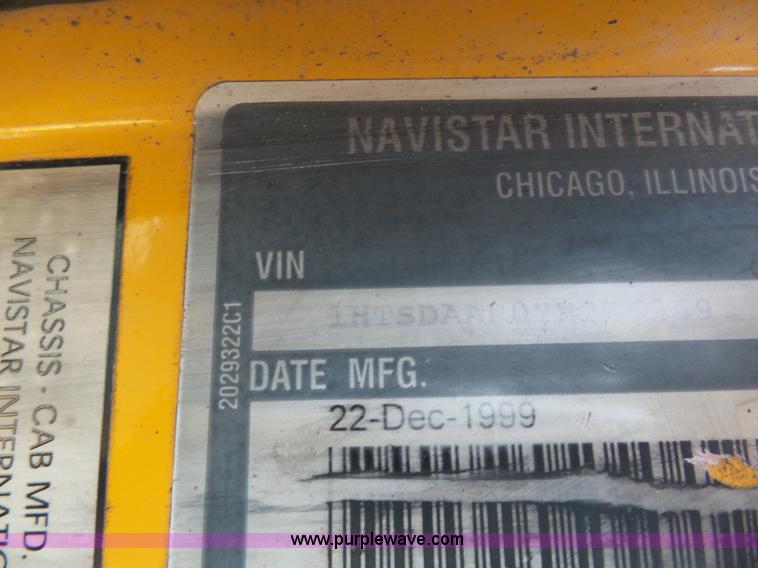 NAVISTAR INTERNAT
CHICAGO, ILLINOIS
VIN
DATE MFG.
22-Dec-1999
2029322C1
CHASSIS - CAB MFD.
NAVISTAR INTERNATIO
www.purplewave.com